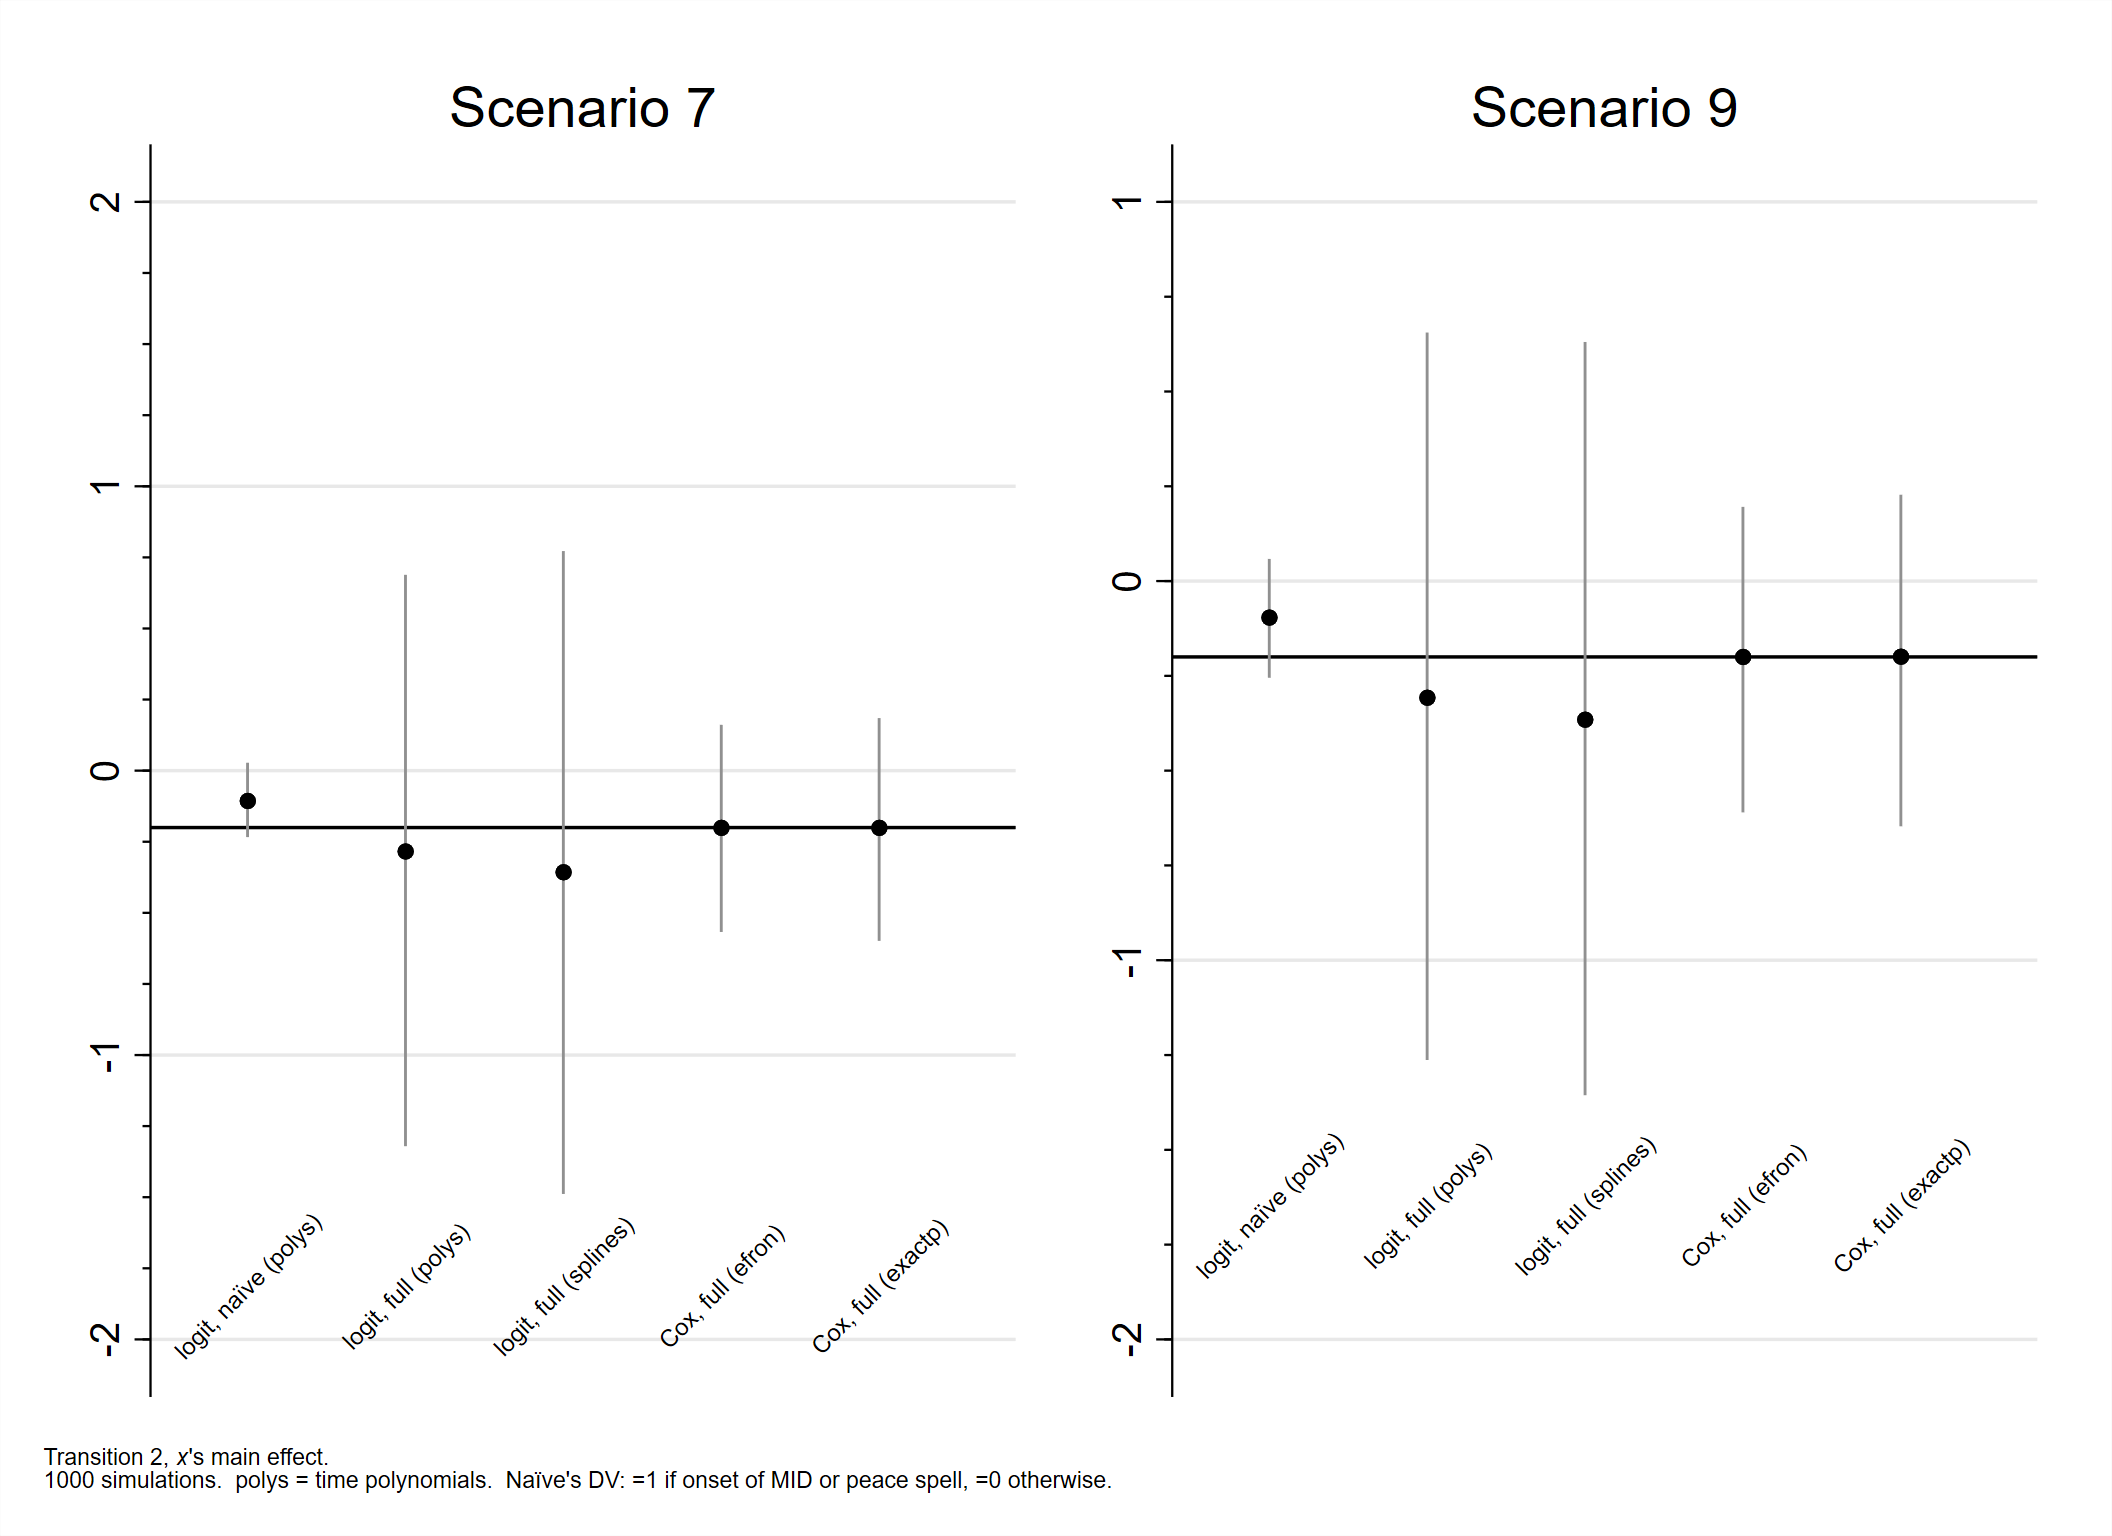 Scenario 7
2
1
0
-1
-2
logit, naïve (polys)
logit, full (polys)
logit, full (splines)
Cox, full (efron)
Cox, full (exactp)
Scenario 9
1
0
-1
-2
logit, naïve (polys)
logit, full (polys)
logit, full (splines)
Cox, full (efron)
Cox, full (exactp)
Transition 2, x's main effect.
1000 simulations.  polys = time polynomials.  Naïve's DV: =1 if onset of MID or peace spell, =0 otherwise.